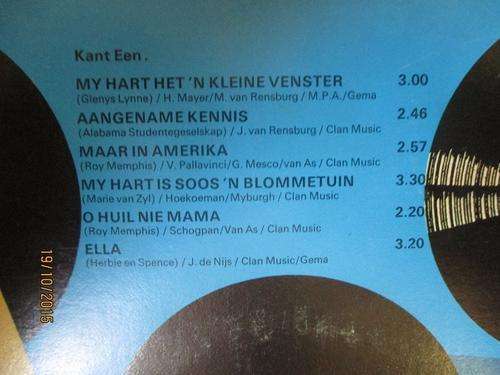 Kant Een.
MY HART HET 'N KLEINE VENSTER 3.00
(Glenys Lynne) / H. Mayer/M. van Rensburg / M.P.A./Gema
AANGENAME KENNIS 2.46
(Alabama Studentegeselskap) / J. van Rensburg / Clan Music
MAAR IN AMERIKA 2.57
(Roy Memphis) / V. Pallavinci/G. Mesco/van As / Clan Music
MY HART IS SOOS 'N BLOMMETUIN 3.30
(Marie van Zyl) / Hoekoeman/Myburgh / Clan Music
O HUIL NIE MAMA 2.20
(Roy Memphis) / Schogpan/Van As / Clan Music
ELLA 3.20
(Herbie en Spence) / J. de Nijs / Clan Music/Gema
19/10/2015